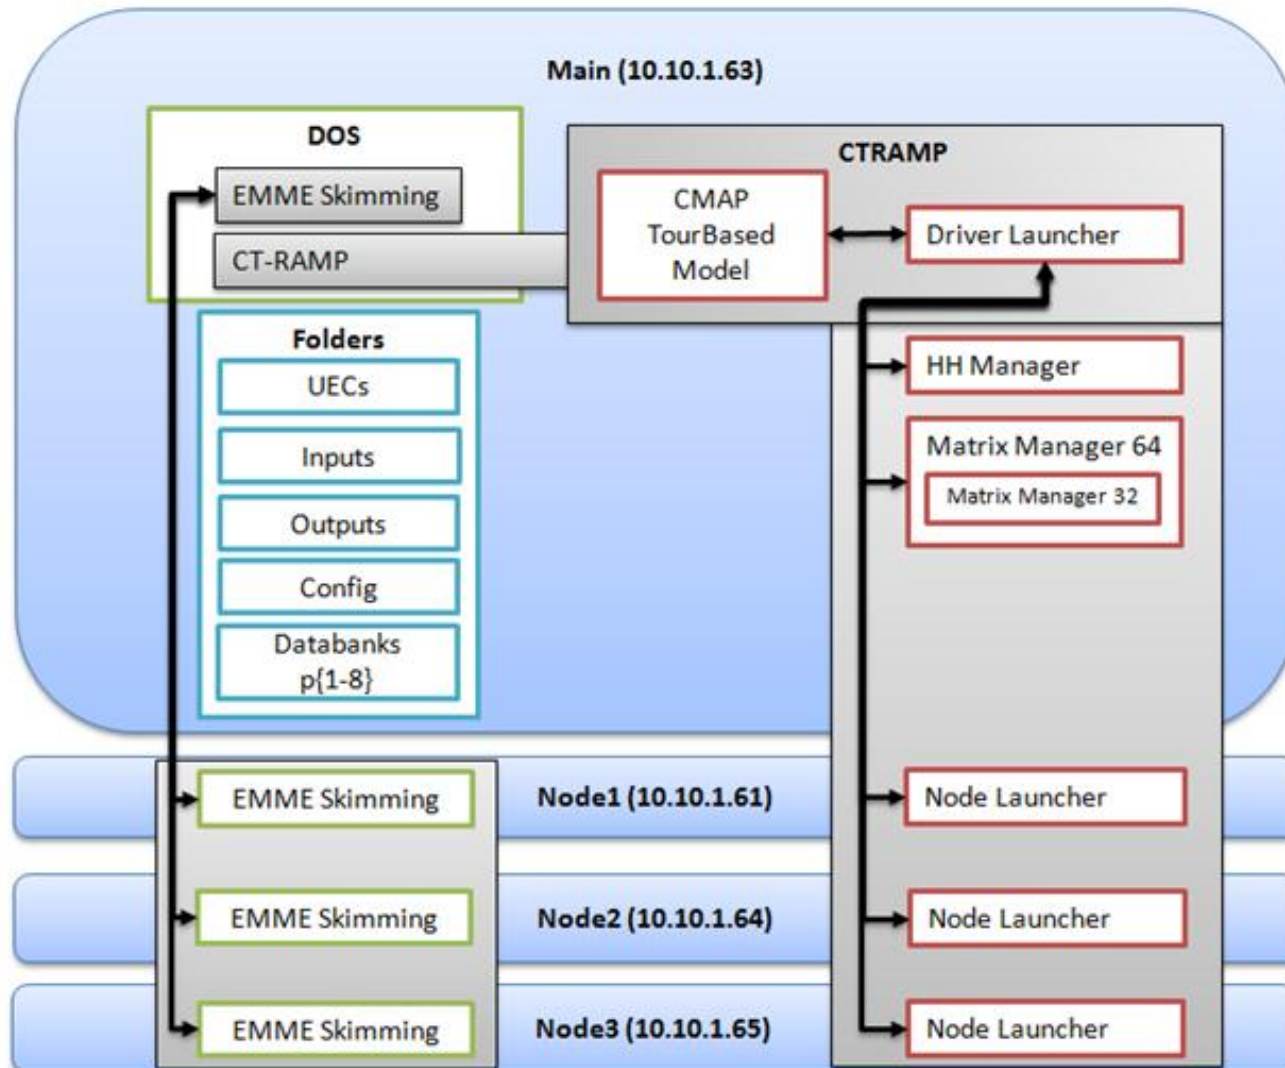 Main (10.10.1.63)
DOS
EMME Skimming
CT-RAMP
CTRAMP
CMAP
TourBased
Model
Driver Launcher
Folders
UECs
Inputs
Outputs
Config
Databanks
p{1-8}
HH Manager
Matrix Manager 64
Matrix Manager 32
EMME Skimming
Node1 (10.10.1.61)
Node Launcher
EMME Skimming
Node2 (10.10.1.64)
Node Launcher
EMME Skimming
Node3 (10.10.1.65)
Node Launcher